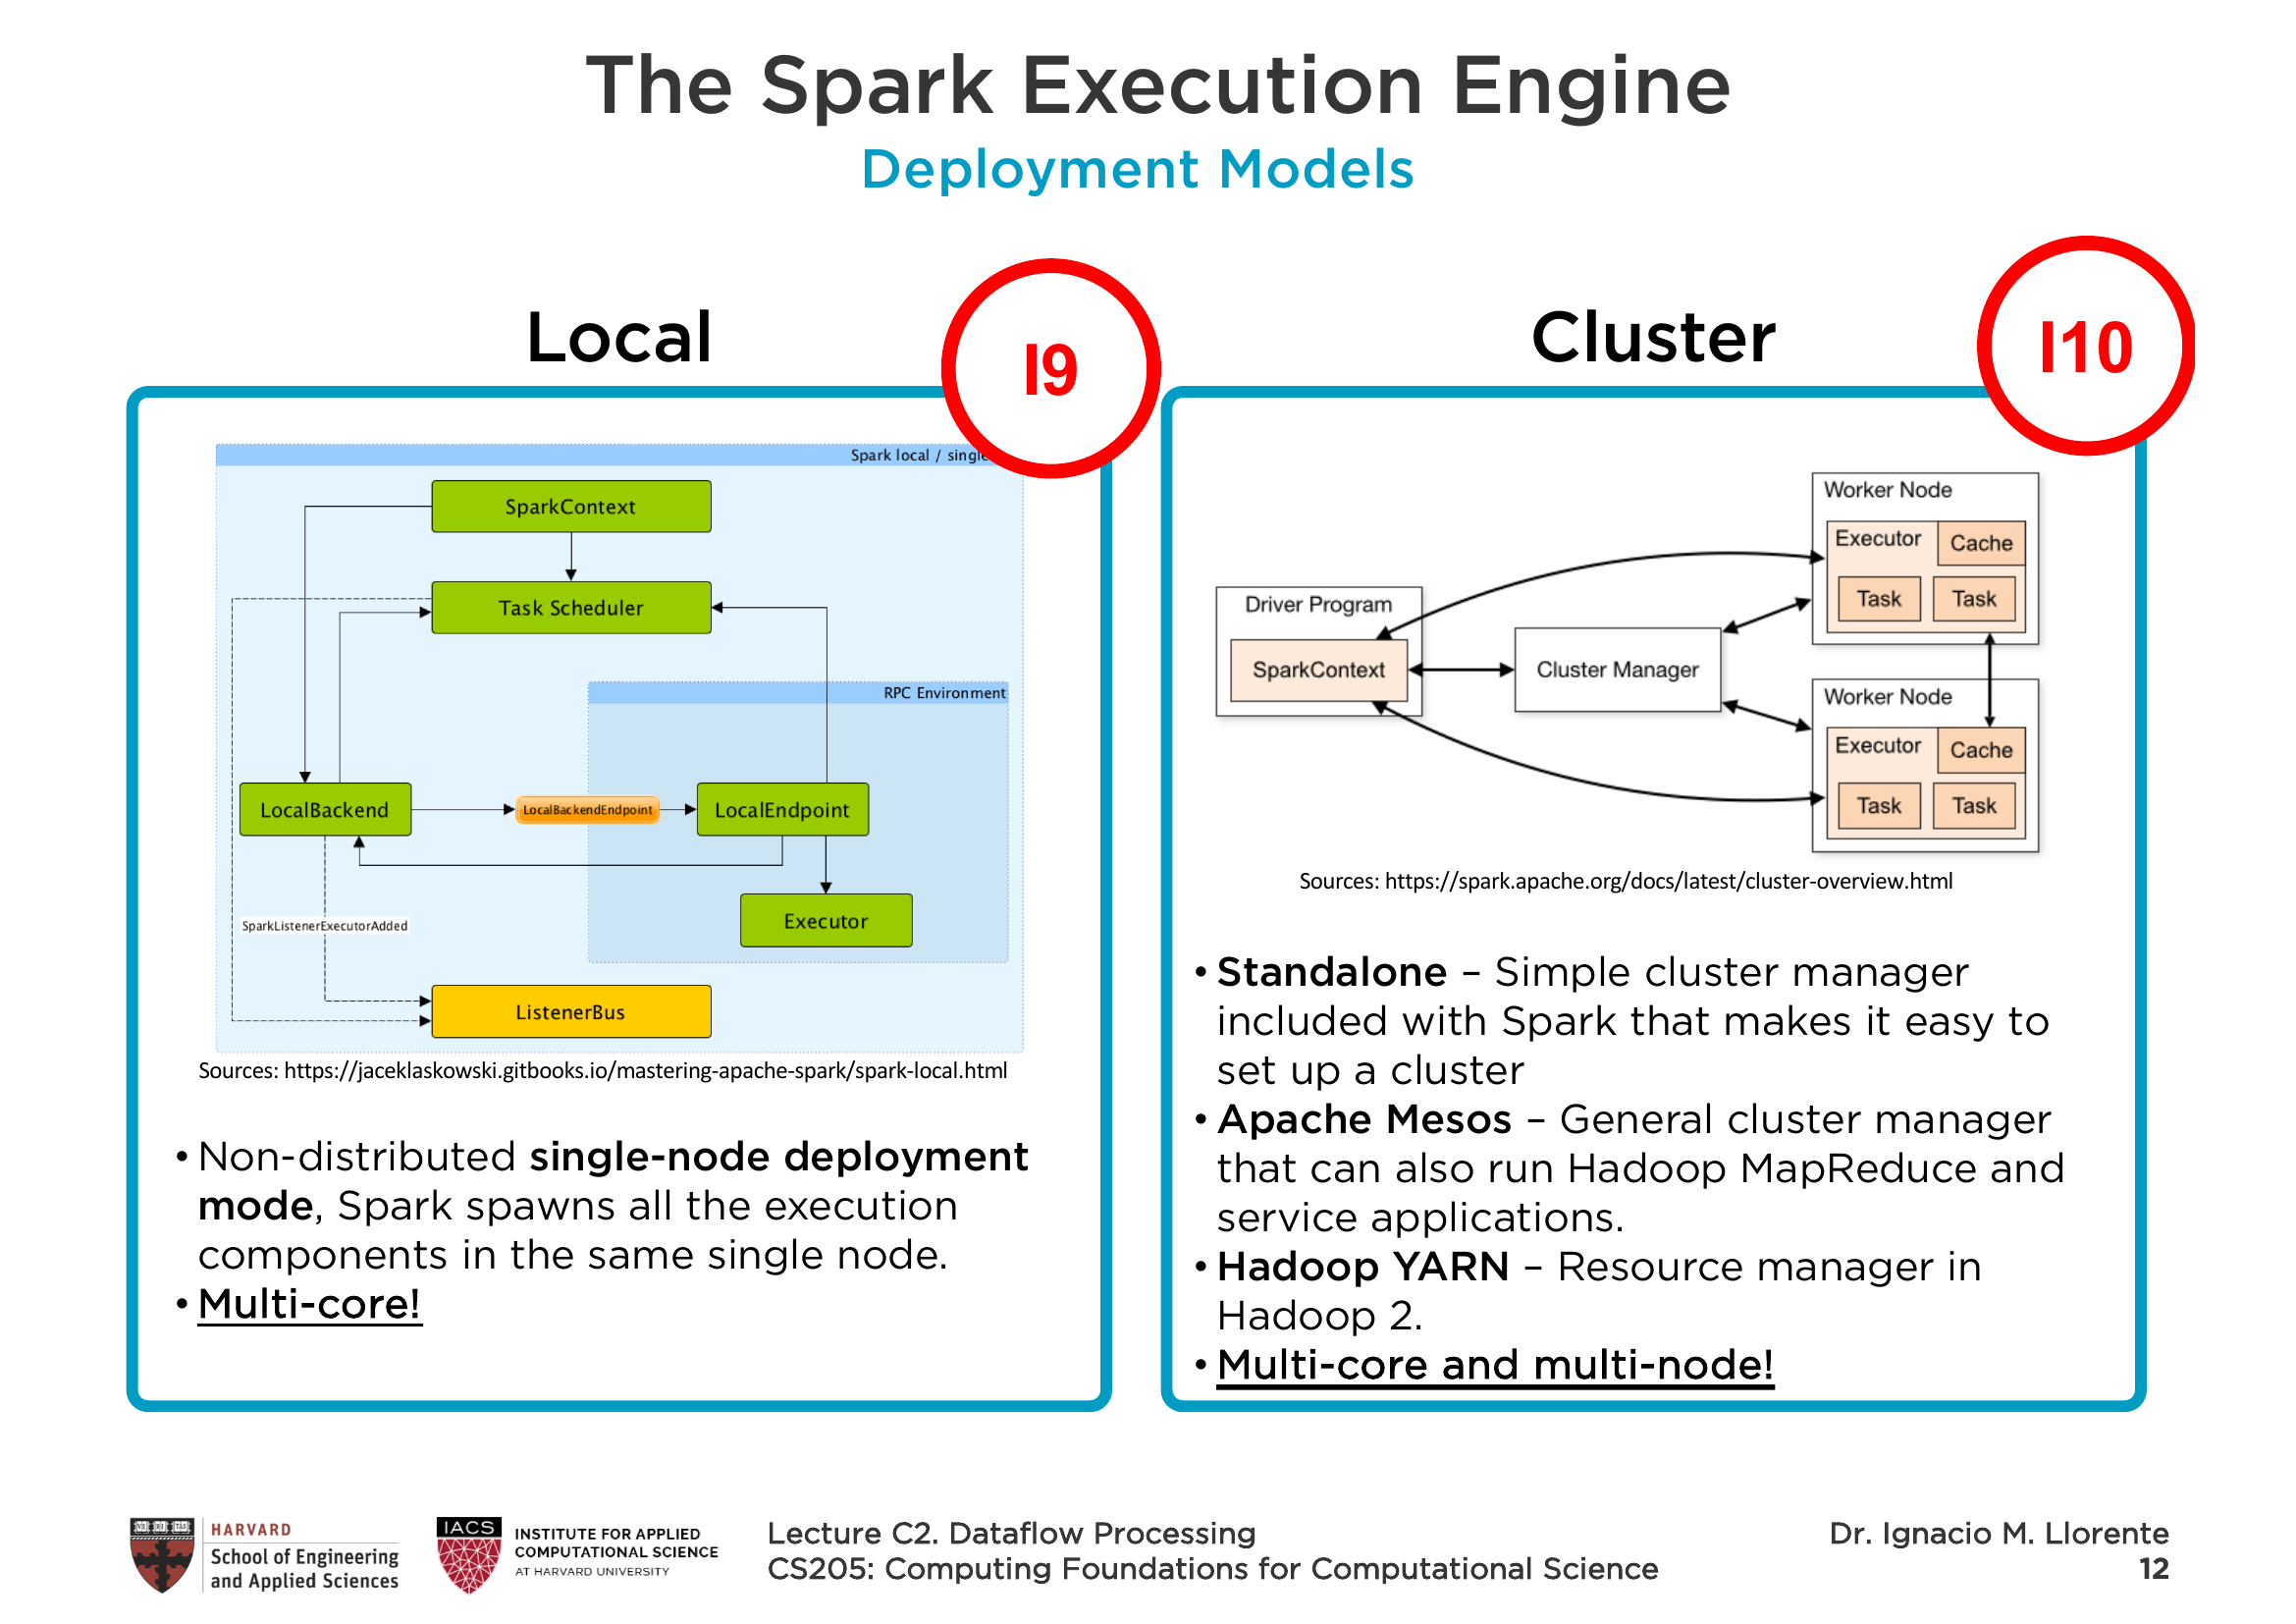 The Spark Execution Engine
Deployment Models
Local
I9
Spark local / single
SparkContext
Task Scheduler
RPC Environment
LocalBackend
LocalBackendEndpoint
LocalEndpoint
Executor
SparkListenerExecutorAdded
ListenerBus
Sources: https://jaceklaskowski.gitbooks.io/mastering-apache-spark/spark-local.html
• Non-distributed single-node deployment
mode, Spark spawns all the execution
components in the same single node.
• Multi-core!
Cluster
I10
Driver Program
SparkContext
Cluster Manager
Worker Node
Executor
Cache
Task
Task
Worker Node
Executor
Cache
Task
Task
Sources: https://spark.apache.org/docs/latest/cluster-overview.html
• Standalone – Simple cluster manager
included with Spark that makes it easy to
set up a cluster
• Apache Mesos – General cluster manager
that can also run Hadoop MapReduce and
service applications.
• Hadoop YARN – Resource manager in
Hadoop 2.
• Multi-core and multi-node!
VE RI TAS
HARVARD
School of Engineering
and Applied Sciences
IACS
INSTITUTE FOR APPLIED
COMPUTATIONAL SCIENCE
AT HARVARD UNIVERSITY
Lecture C2. Dataflow Processing
CS205: Computing Foundations for Computational Science
Dr. Ignacio M. Llorente
12